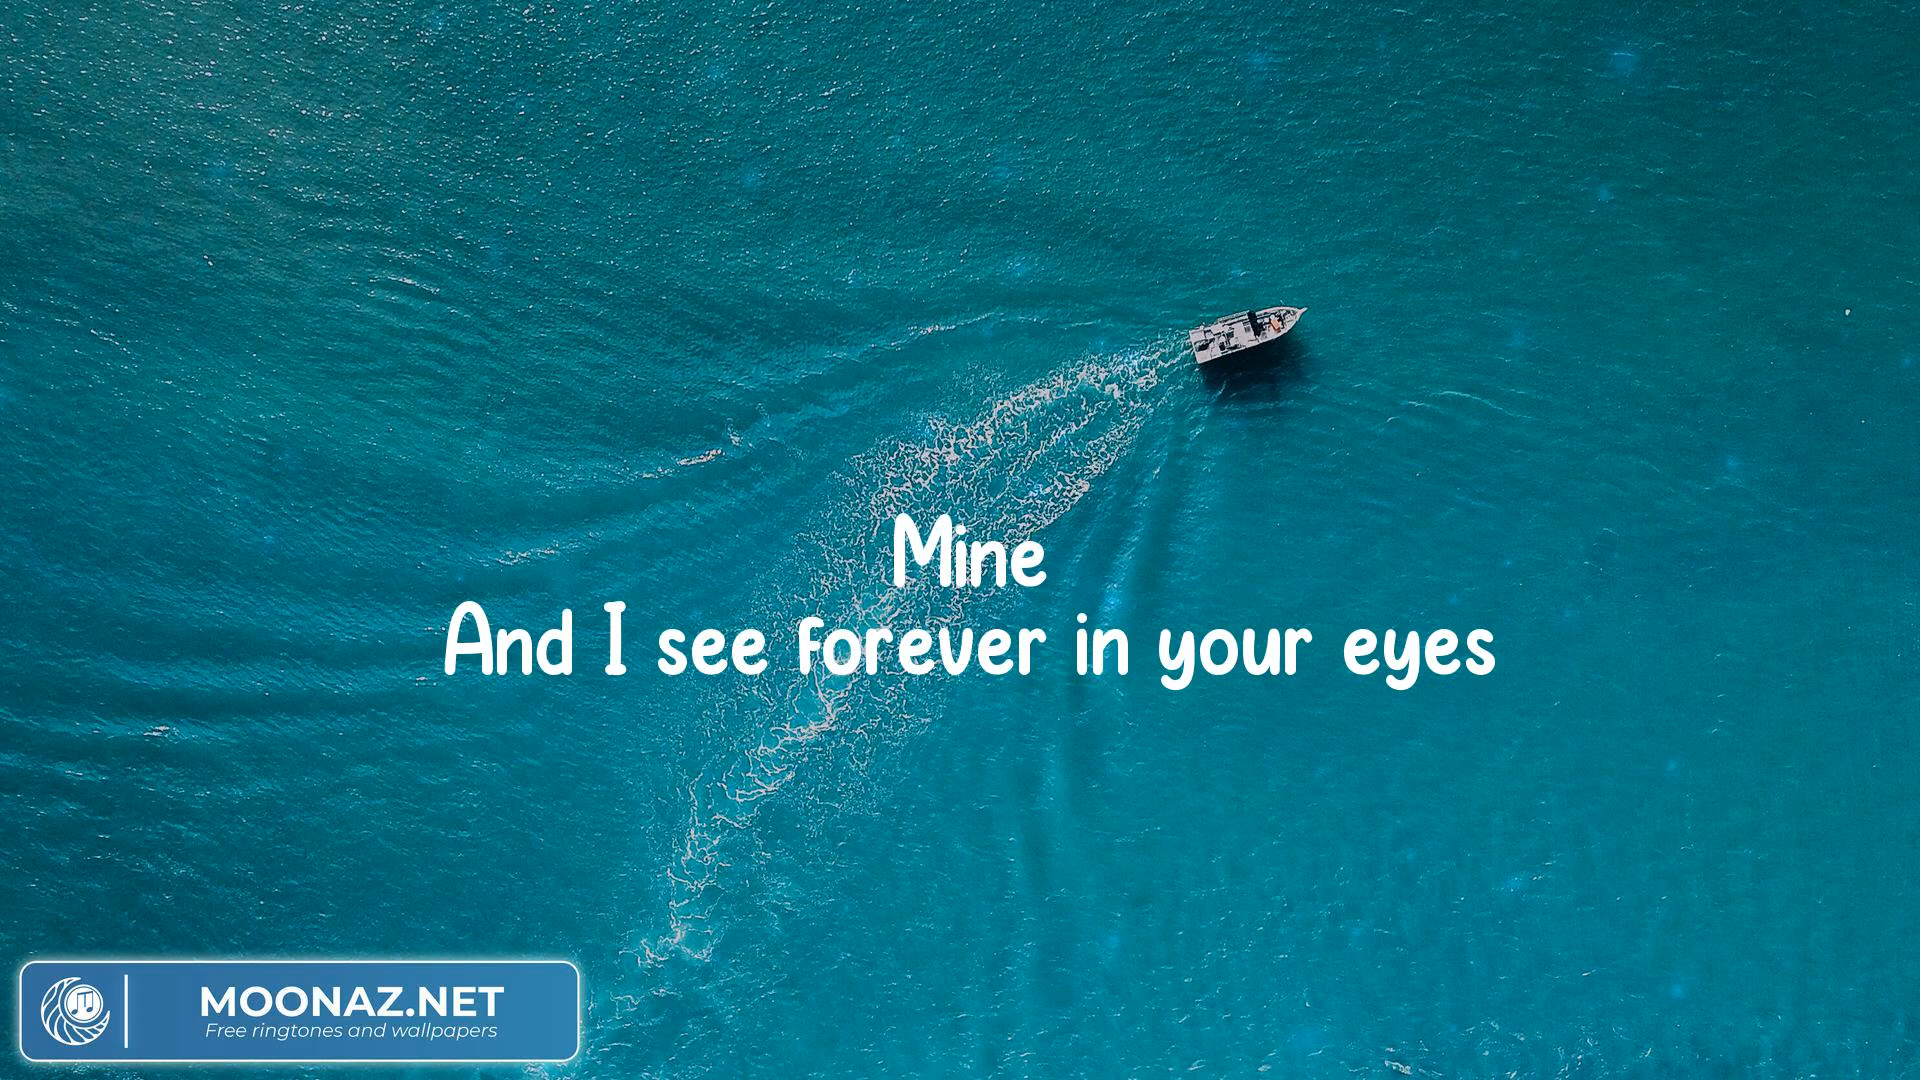 Mine
And I see forever in your eyes
MOONAZ.NET
Free ringtones and wallpapers